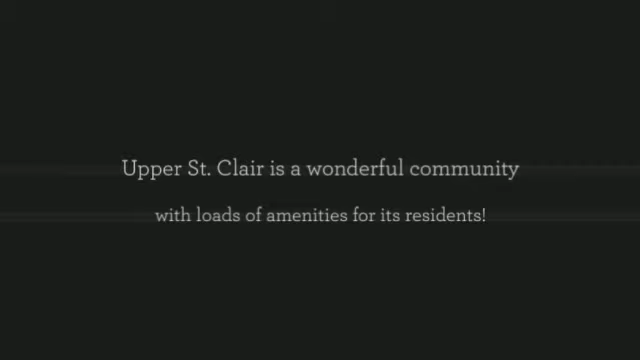 Upper St. Clair is a wonderful community
with loads of amenities for its residents!